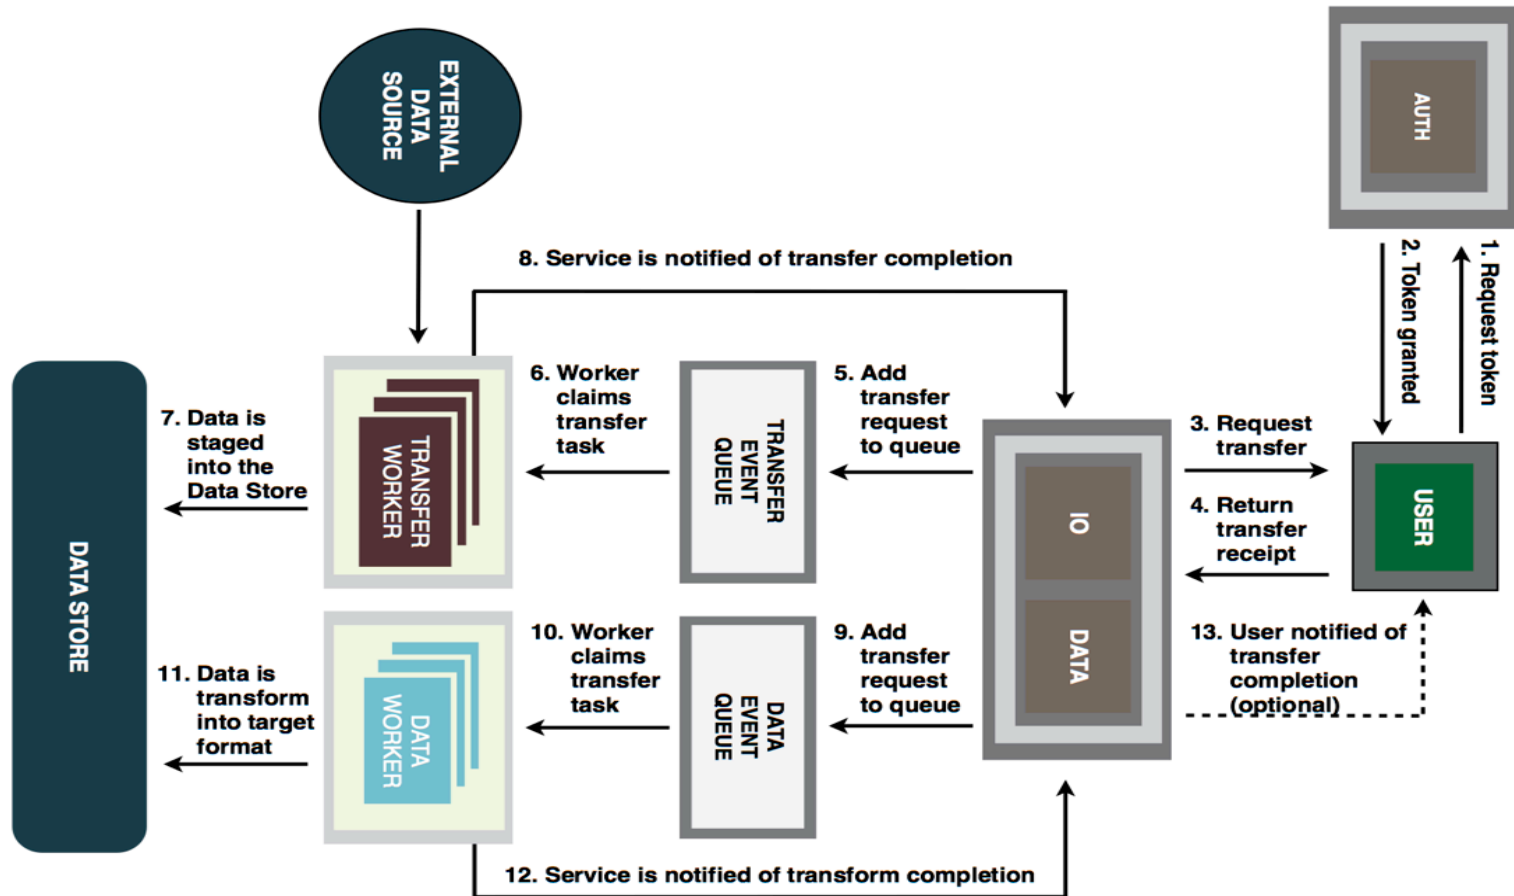 EXTERNAL
DATA
SOURCE
AUTH
1. Request token
2. Token granted
8. Service is notified of transfer completion
7. Data is
staged
into the
Data Store
TRANSFER
WORKER
6. Worker
claims
transfer
task
TRANSFER
EVENT
QUEUE
5. Add
transfer
request
to queue
IO
DATA
3. Request
transfer
4. Return
transfer
receipt
USER
13. User notified of
transfer
completion
(optional)
DATA STORE
11. Data is
transform
into target
format
DATA
WORKER
10. Worker
claims
transfer
task
DATA
EVENT
QUEUE
9. Add
transfer
request
to queue
12. Service is notified of transform completion